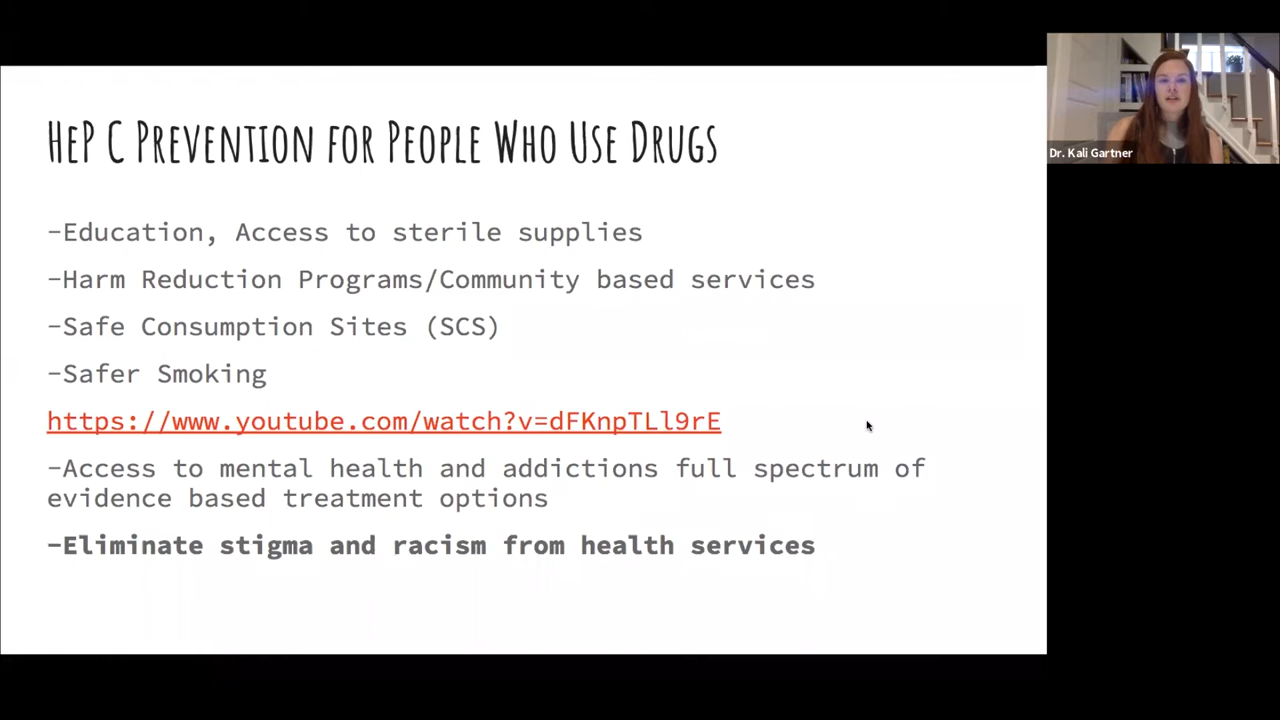 HeP C Prevention for People Who Use Drugs
-Education, Access to sterile supplies
-Harm Reduction Programs/Community based services
-Safe Consumption Sites (SCS)
-Safer Smoking
https://www.youtube.com/watch?v=dFKnpTLl9rE
-Access to mental health and addictions full spectrum of
evidence based treatment options
-Eliminate stigma and racism from health services
Dr. Kali Gartner